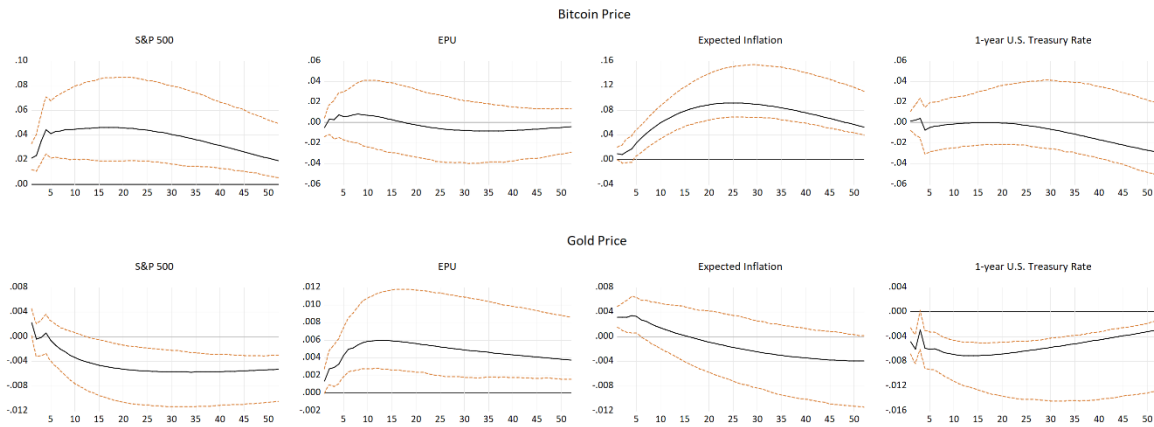 Bitcoin Price
S&P 500
.10
.08
.06
.04
.02
.00
5 10 15 20 25 30 35 40 45 50
EPU
.06
.04
.02
.00
-.02
-.04
-.06
5 10 15 20 25 30 35 40 45 50
Expected Inflation
.16
.12
.08
.04
.00
-.04
5 10 15 20 25 30 35 40 45 50
1-year U.S. Treasury Rate
.06
.04
.02
.00
-.02
-.04
-.06
5 10 15 20 25 30 35 40 45 50
Gold Price
S&P 500
.008
.004
.000
-.004
-.008
-.012
5 10 15 20 25 30 35 40 45 50
EPU
.012
.010
.008
.006
.004
.002
.000
-.002
5 10 15 20 25 30 35 40 45 50
Expected Inflation
.008
.004
.000
-.004
-.008
-.012
5 10 15 20 25 30 35 40 45 50
1-year U.S. Treasury Rate
.004
.000
-.004
-.008
-.012
-.016
5 10 15 20 25 30 35 40 45 50